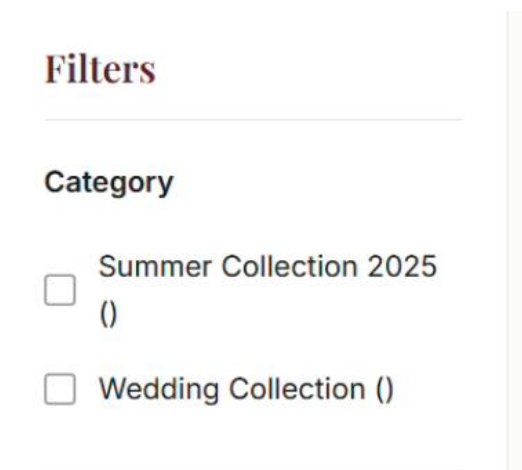 Filters
Category
Summer Collection 2025
()
Wedding Collection ()